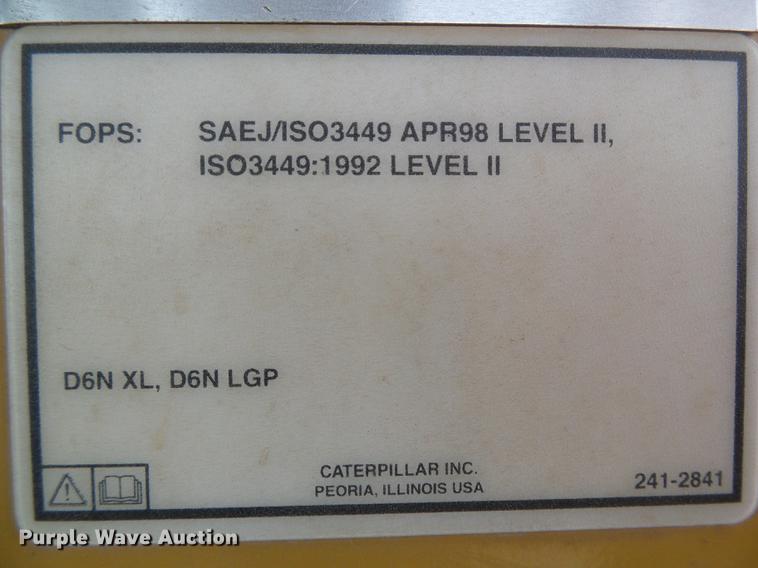 FOPS: SAEJ/ISO3449 APR98 LEVEL II,
ISO3449:1992 LEVEL II
D6N XL, D6N LGP
CATERPILLAR INC.
PEORIA, ILLINOIS USA
241-2841
Purple Wave Auction